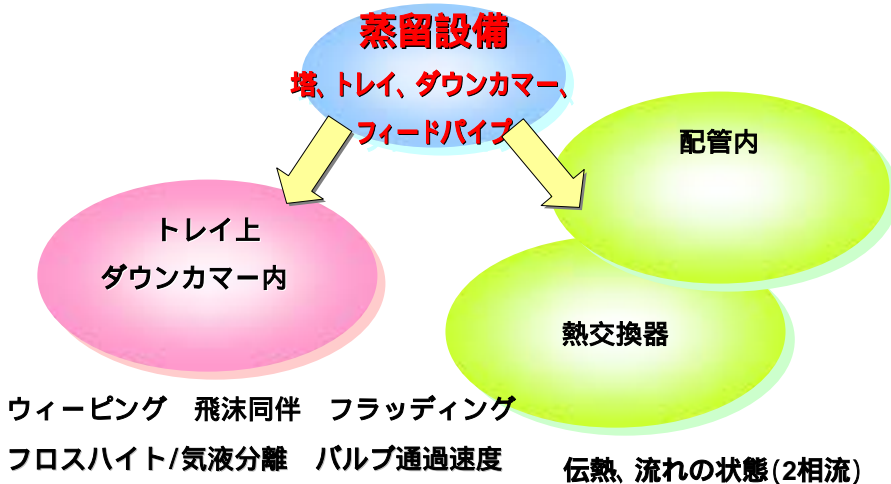 蒸留設備
塔、トレイ、ダウンカマー、
フィードパイプ
配管内
トレイ上
ダウンカマー内
熱交換器
ウィーピング　飛沫同伴　フラッディング
フロスハイト/気液分離　バルブ通過速度
伝熱、流れの状態(2相流)